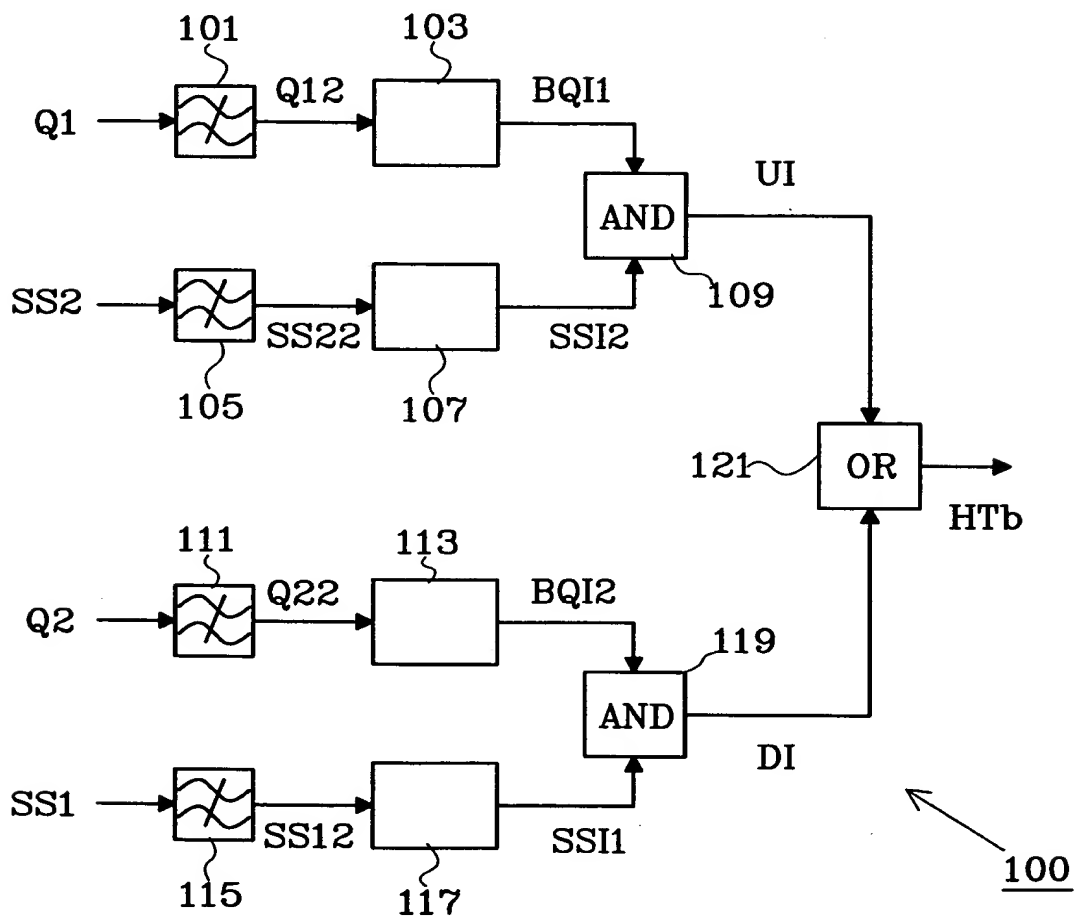 101
103
Q1
Q12
BQI1
AND
UI
109
SS2
SS22
SSI2
105
107
121
OR
HTb
111
113
Q2
Q22
BQI2
119
AND
DI
SS1
SS12
SSI1
115
117
100